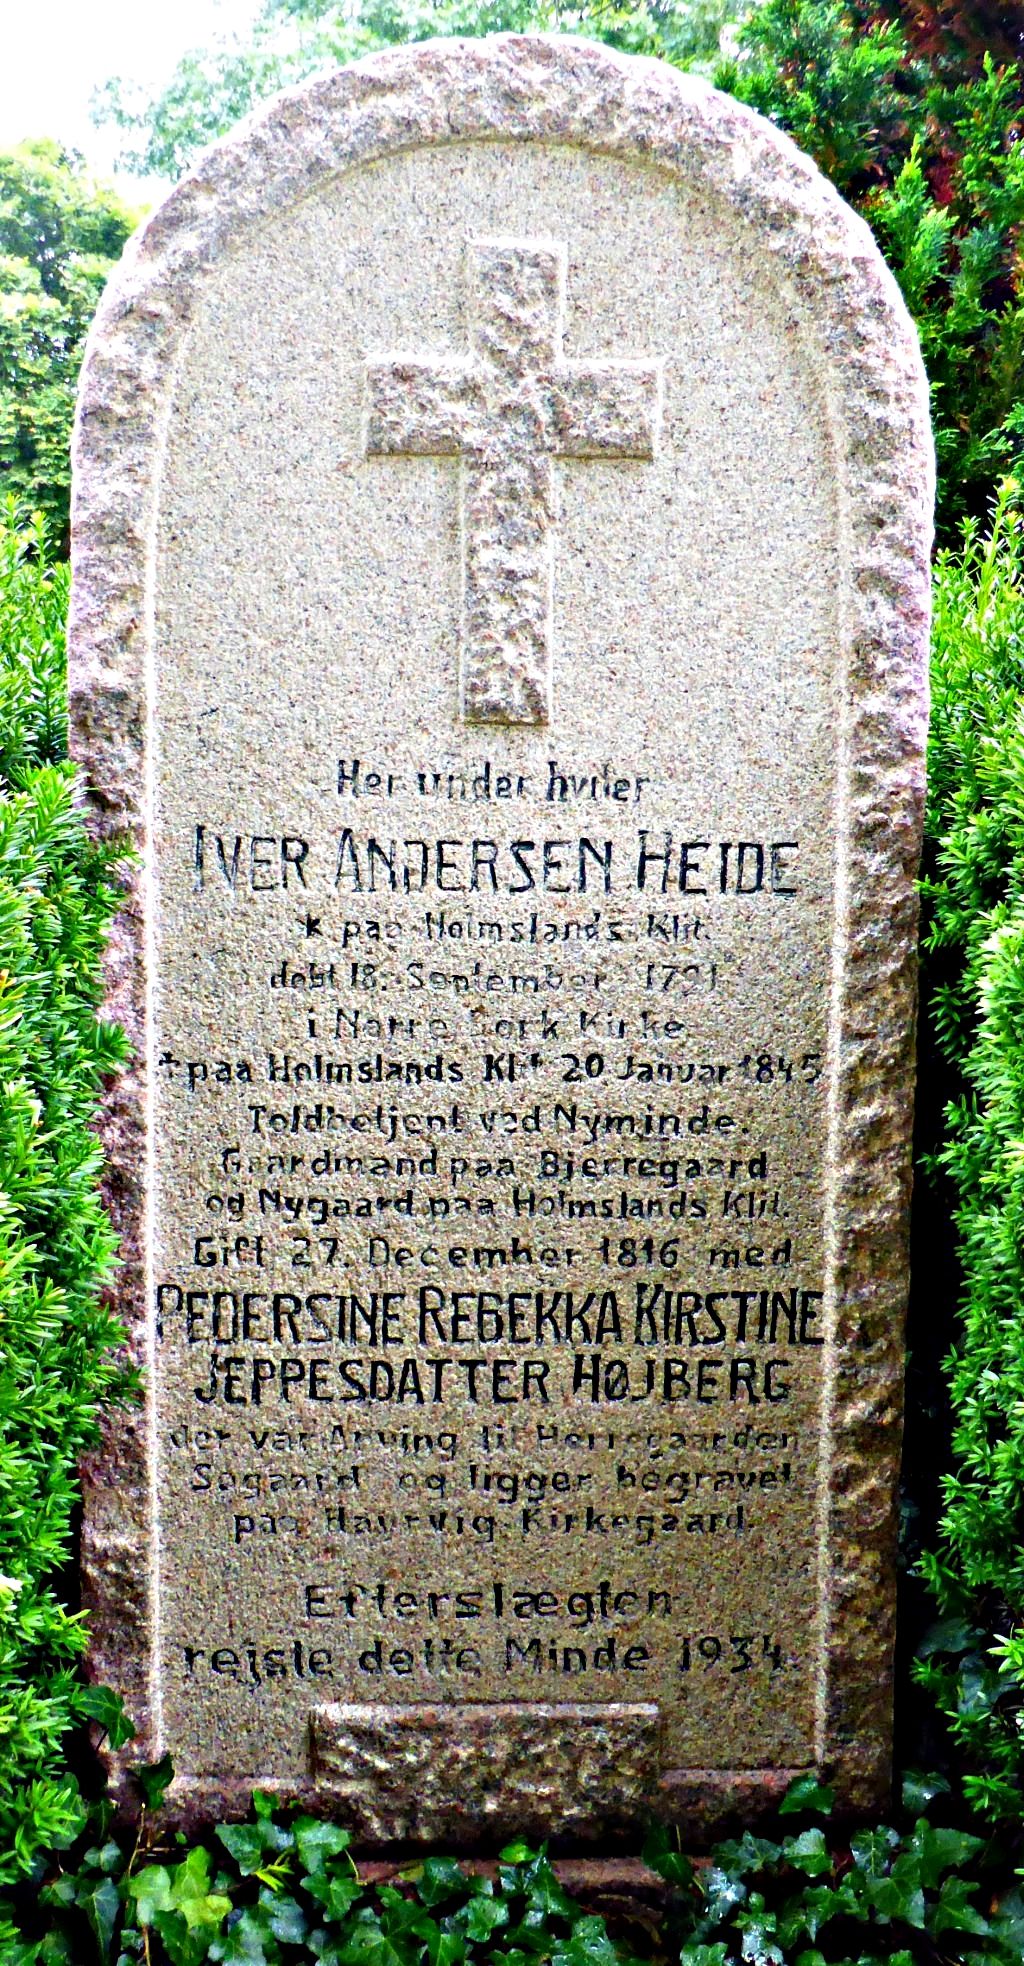 Her under hviler
IVER ANDERSEN HEIDE
* paa Holmslands Klit.
døbt 18. September 1791
i Nørre Bork Kirke
† paa Holmslands Klit 20. Januar 1845
Toldbetjent ved Nyminde.
Gaardmand paa Bjerregaard
og Nygaard paa Holmslands Klit.
Gift 27. December 1816 med
PEDERSINE REBEKKA KIRSTINE
JEPPESDATTER HØJBERG
der var Arving til Herregaarden
Søgaard og ligger begravet
paa Haurvig Kirkegaard.
Efterslægten
rejste dette Minde 1934.